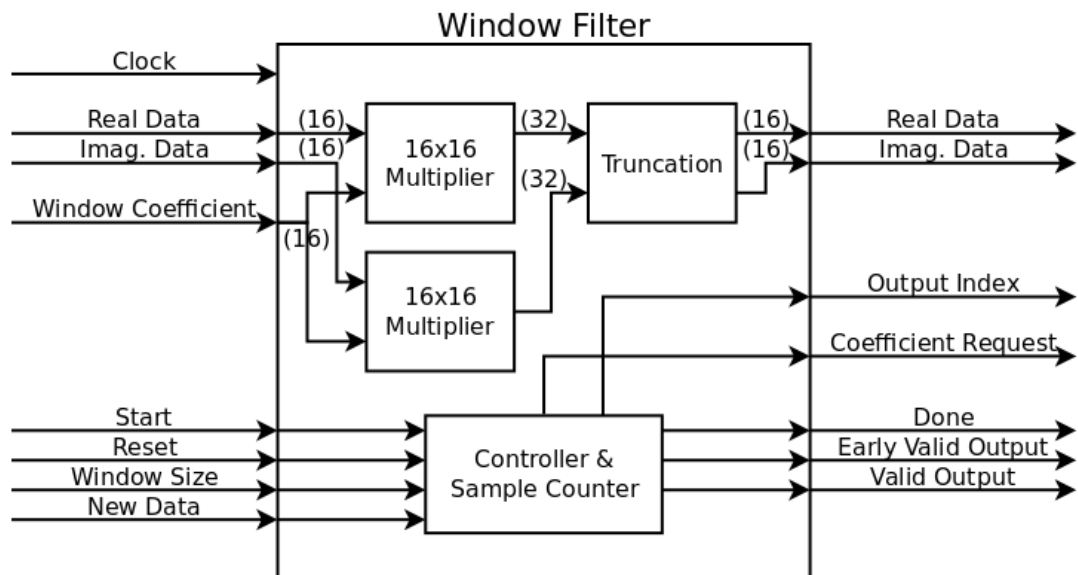 Window Filter
Clock
Real Data
(16)
(32)
(16)
Real Data
Imag. Data
(16)
16x16
Multiplier
Truncation
(16)
Imag. Data
(32)
Window Coefficient
(16)
16x16
Multiplier
Output Index
Coefficient Request
Start
Done
Reset
Controller &
Sample Counter
Early Valid Output
Window Size
Valid Output
New Data